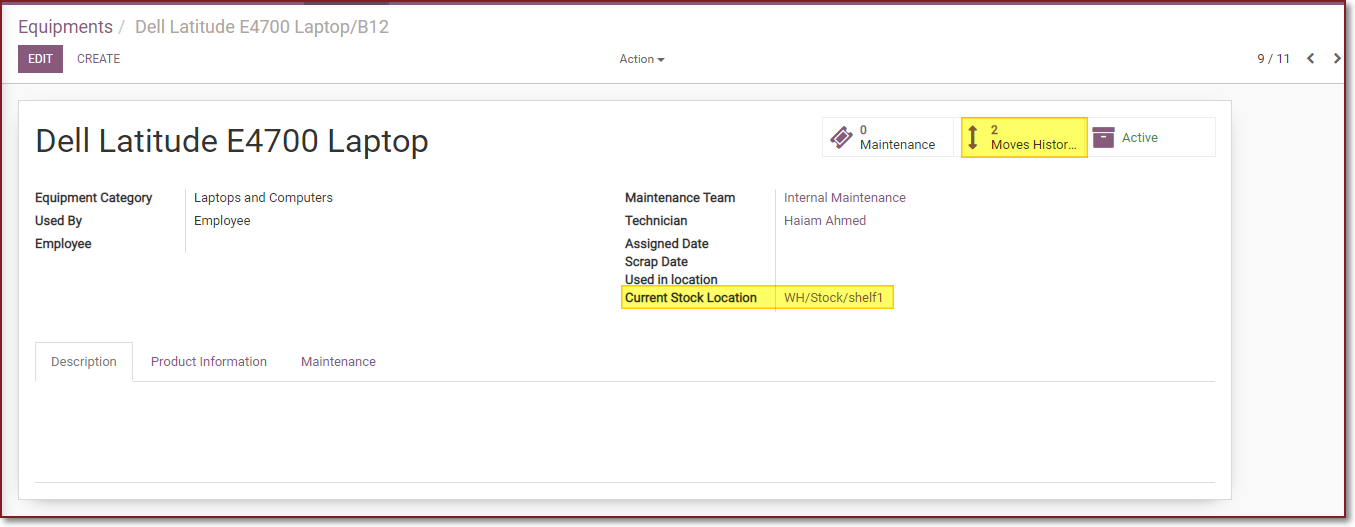 Equipments / Dell Latitude E4700 Laptop/B12
EDIT CREATE Action 9 / 11
Dell Latitude E4700 Laptop
0
Maintenance
2
Moves Histor...
Active
Equipment Category Laptops and Computers
Used By Employee
Employee
Maintenance Team Internal Maintenance
Technician Haiam Ahmed
Assigned Date
Scrap Date
Used in location
Current Stock Location WH/Stock/shelf1
Description Product Information Maintenance